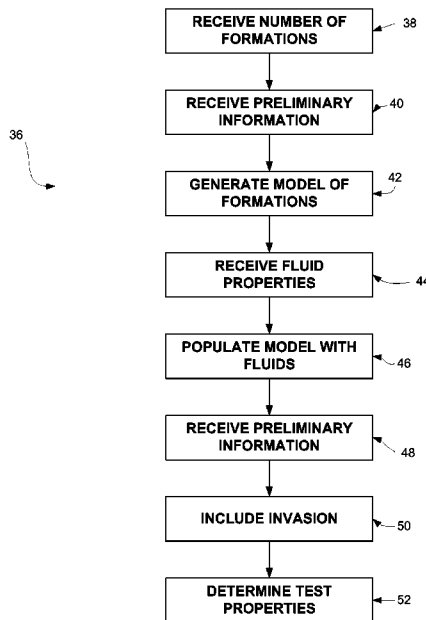 RECEIVE NUMBER OF
FORMATIONS
38
RECEIVE PRELIMINARY
INFORMATION
40
36
GENERATE MODEL OF
FORMATIONS
42
RECEIVE FLUID
PROPERTIES
44
POPULATE MODEL WITH
FLUIDS
46
RECEIVE PRELIMINARY
INFORMATION
48
INCLUDE INVASION
50
DETERMINE TEST
PROPERTIES
52